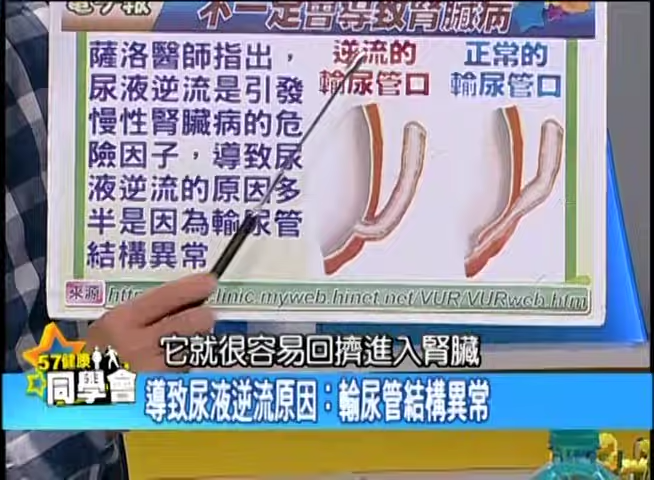 電子報
不一定會導致腎臟病
薩洛醫師指出，
尿液逆流是引發
慢性腎臟病的危
險因子，導致尿
液逆流的原因多
半是因為輸尿管
結構異常
逆流的
輸尿管口
正常的
輸尿管口
來源
clinic.myweb.hinet.net/VUR/VURweb.htm
它就很容易回擠進入腎臟
57健康
同學會
導致尿液逆流原因：輸尿管結構異常